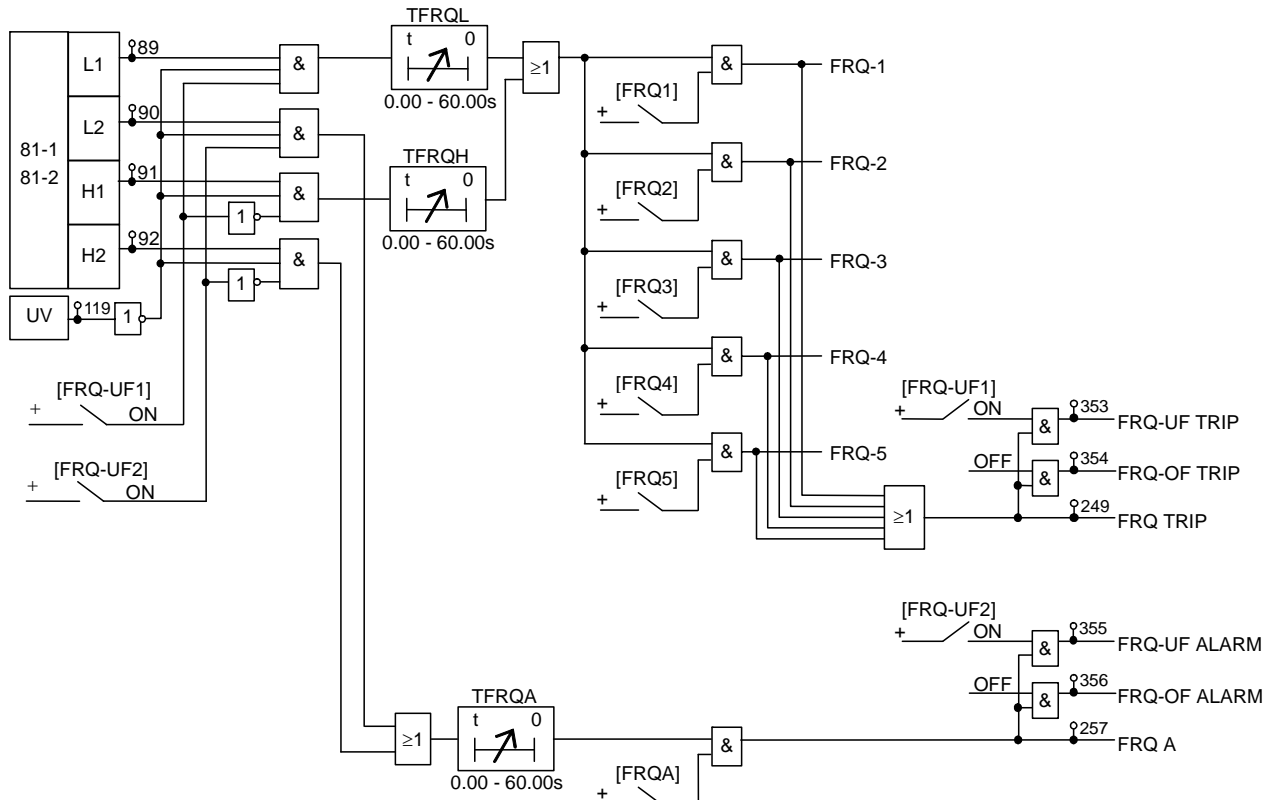 TFRQL
t 0
0.00 - 60.00s
81-1
81-2
L1
89
L2
90
H1
91
H2
92
UV
119
1
&
&
&
&
1
1
TFRQH
t 0
0.00 - 60.00s
≥1
[FRQ1]
+
&
FRQ-1
[FRQ2]
+
&
FRQ-2
[FRQ3]
+
&
FRQ-3
[FRQ4]
+
&
FRQ-4
[FRQ5]
+
&
FRQ-5
[FRQ-UF1]
+
ON
[FRQ-UF2]
+
ON
≥1
[FRQ-UF1]
+
ON
&
353
FRQ-UF TRIP
OFF
&
354
FRQ-OF TRIP
249
FRQ TRIP
[FRQ-UF2]
+
ON
&
355
FRQ-UF ALARM
OFF
&
356
FRQ-OF ALARM
257
FRQ A
≥1
TFRQA
t 0
0.00 - 60.00s
&
[FRQA]
+